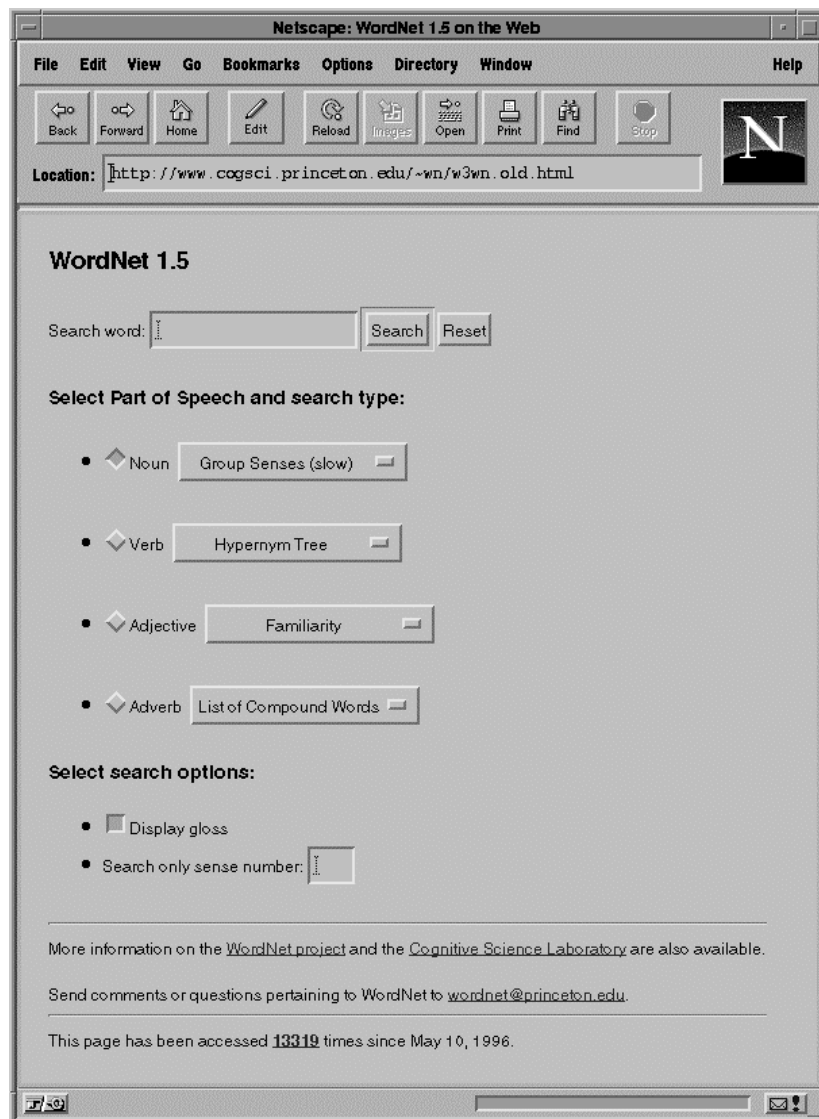 Netscape: WordNet 1.5 on the Web
File Edit View Go Bookmarks Options Directory Window Help
Back Forward Home Edit Reload Images Open Print Find Stop
N
Location: http://www.cogsci.princeton.edu/~wn/w3wn.old.html
WordNet 1.5
Search word: Search Reset
Select Part of Speech and search type:
Noun Group Senses (slow)
Verb Hypernym Tree
Adjective Familiarity
Adverb List of Compound Words
Select search options:
Display gloss
Search only sense number:
More information on the WordNet project and the Cognitive Science Laboratory are also available.
Send comments or questions pertaining to WordNet to wordnet@princeton.edu.
This page has been accessed 13319 times since May 10, 1996.